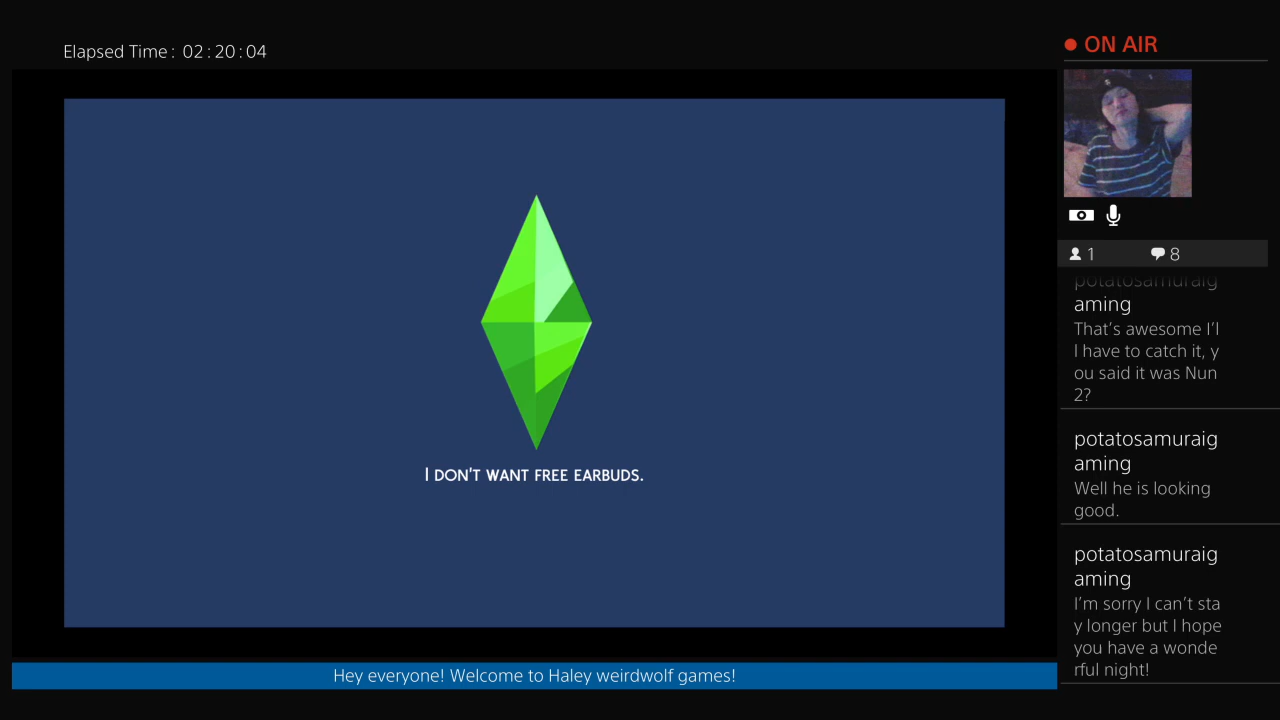 Elapsed Time: 02:20:04
ON AIR
1 8
potatosamuraig
aming
That's awesome I'l
l have to catch it, y
ou said it was Nun
2?
potatosamuraig
aming
Well he is looking
good.
potatosamuraig
aming
I'm sorry I can't sta
y longer but I hope
you have a wonde
rful night!
I DON'T WANT FREE EARBUDS.
Hey everyone! Welcome to Haley weirdwolf games!